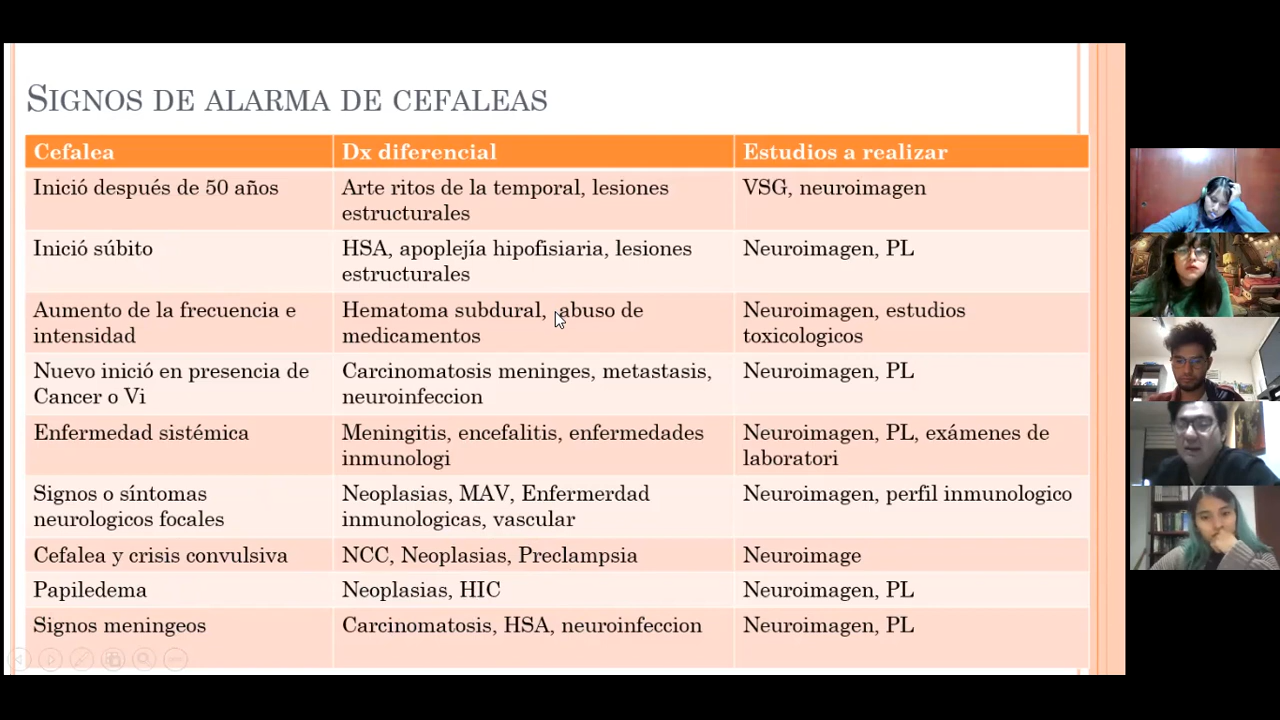 SIGNOS DE ALARMA DE CEFALEAS
Cefalea
Dx diferencial
Estudios a realizar
Inició después de 50 años
Arte ritos de la temporal, lesiones
estructurales
VSG, neuroimagen
Inició súbito
HSA, apoplejía hipofisiaria, lesiones
estructurales
Neuroimagen, PL
Aumento de la frecuencia e
intensidad
Hematoma subdural, abuso de
medicamentos
Neuroimagen, estudios
toxicologicos
Nuevo inició en presencia de
Cancer o Vi
Carcinomatosis meninges, metastasis,
neuroinfeccion
Neuroimagen, PL
Enfermedad sistémica
Meningitis, encefalitis, enfermedades
inmunologi
Neuroimagen, PL, exámenes de
laboratori
Signos o síntomas
neurologicos focales
Neoplasias, MAV, Enfermerdad
inmunologicas, vascular
Neuroimagen, perfil inmunologico
Cefalea y crisis convulsiva
NCC, Neoplasias, Preclampsia
Neuroimage
Papiledema
Neoplasias, HIC
Neuroimagen, PL
Signos meningeos
Carcinomatosis, HSA, neuroinfeccion
Neuroimagen, PL